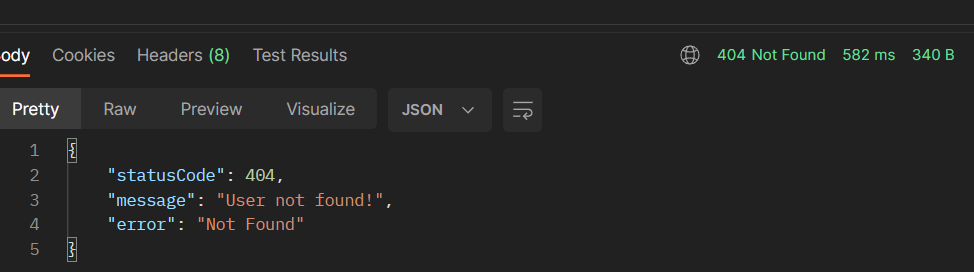 ody Cookies Headers (8) Test Results 404 Not Found 582 ms 340 B
Pretty Raw Preview Visualize JSON
1 {
2 "statusCode": 404,
3 "message": "User not found!",
4 "error": "Not Found"
5 }